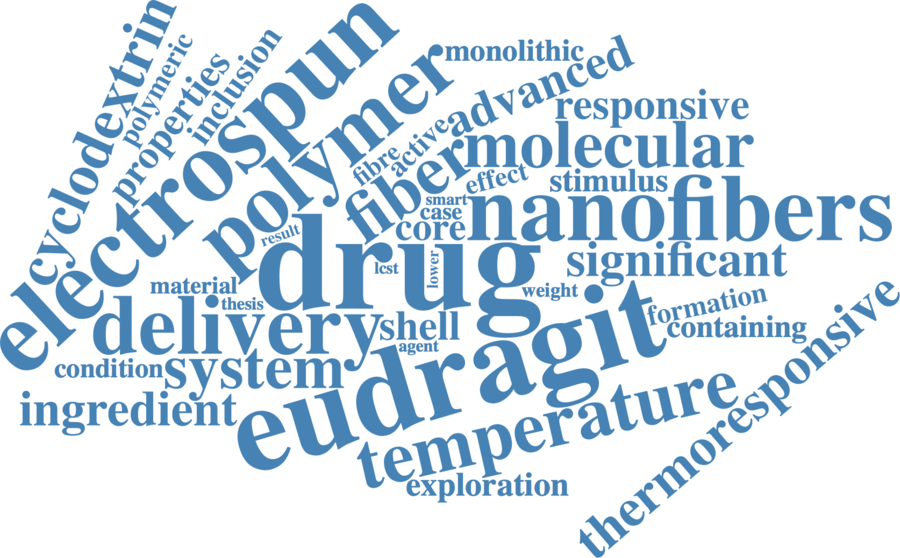 cyclodextrin
polymeric
properties
inclusion
electrospun
polymer
monolithic
advanced
responsive
fibre
active
fiber
molecular
effect
stimulus
smart
case
core
nanofibers
result
drug
lcst
lower
significant
material
thesis
weight
delivery
shell
agent
formation
containing
condition
system
eudragit
ingredient
temperature
thermoresponsive
exploration